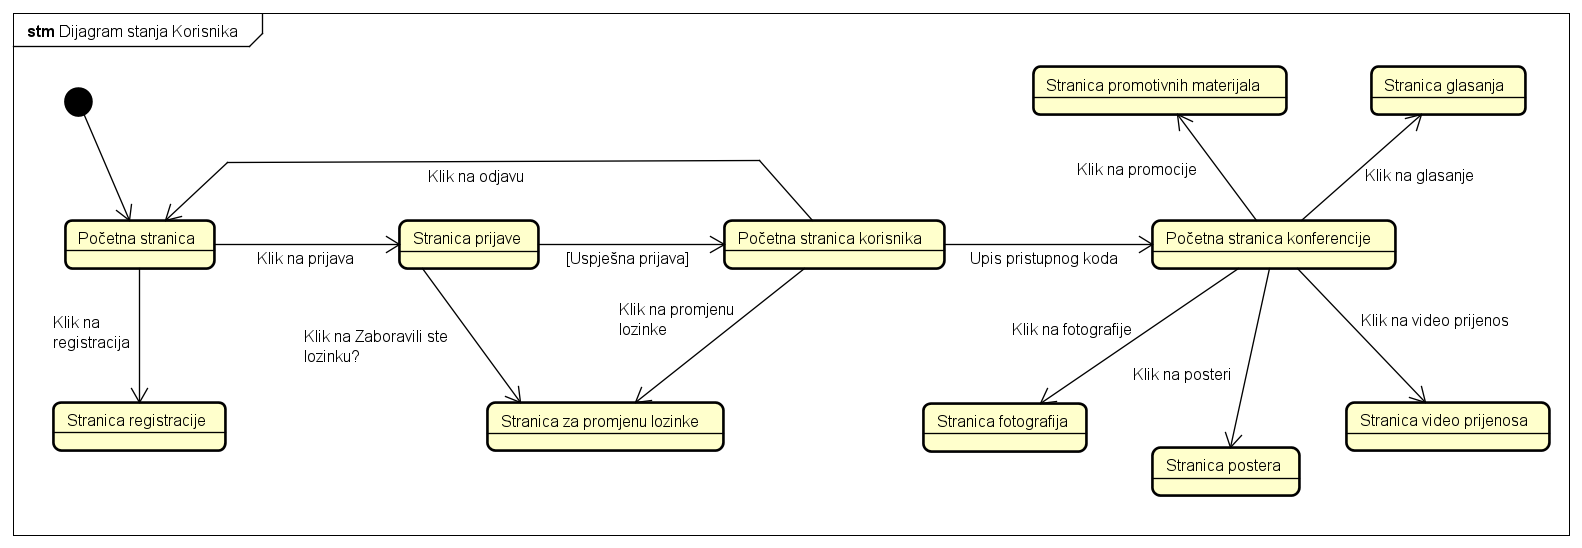 stm Dijagram stanja Korisnika
Stranica promotivnih materijala
Stranica glasanja
Klik na promocije
Klik na glasanje
Klik na odjavu
Početna stranica
Klik na prijava
Stranica prijave
[Uspješna prijava]
Početna stranica korisnika
Upis pristupnog koda
Početna stranica konferencije
Klik na
registracija
Klik na Zaboravili ste
lozinku?
Klik na promjenu
lozinke
Klik na fotografije
Klik na posteri
Klik na video prijenos
Stranica registracije
Stranica za promjenu lozinke
Stranica fotografija
Stranica postera
Stranica video prijenosa